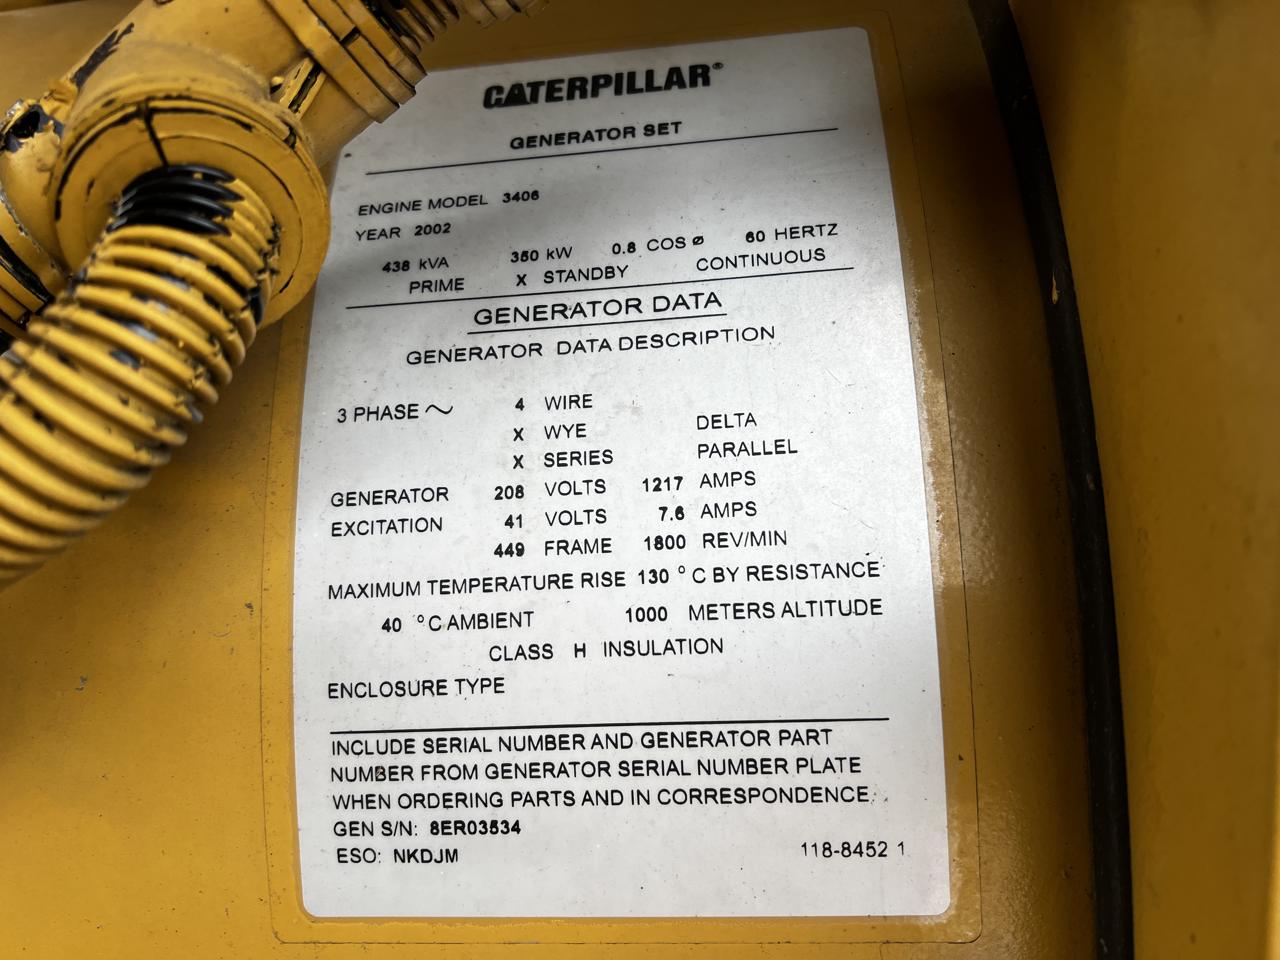 CATERPILLAR®
GENERATOR SET
ENGINE MODEL 3406
YEAR 2002
438 kVA 350 kW 0.8 COS ø 60 HERTZ
PRIME X STANDBY CONTINUOUS
GENERATOR DATA
GENERATOR DATA DESCRIPTION
3 PHASE ~ 4 WIRE
X WYE DELTA
X SERIES PARALLEL
GENERATOR 208 VOLTS 1217 AMPS
EXCITATION 41 VOLTS 7.6 AMPS
449 FRAME 1800 REV/MIN
MAXIMUM TEMPERATURE RISE 130 °C BY RESISTANCE
40 °C AMBIENT 1000 METERS ALTITUDE
CLASS H INSULATION
ENCLOSURE TYPE
INCLUDE SERIAL NUMBER AND GENERATOR PART
NUMBER FROM GENERATOR SERIAL NUMBER PLATE
WHEN ORDERING PARTS AND IN CORRESPONDENCE.
GEN S/N: 8ER03534
ESO: NKDJM 118-8452 1